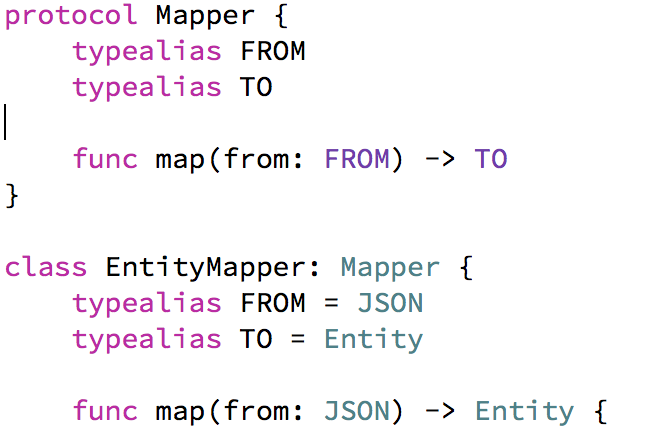 protocol Mapper {
    typealias FROM
    typealias TO

    func map(from: FROM) -> TO
}

class EntityMapper: Mapper {
    typealias FROM = JSON
    typealias TO = Entity

    func map(from: JSON) -> Entity {